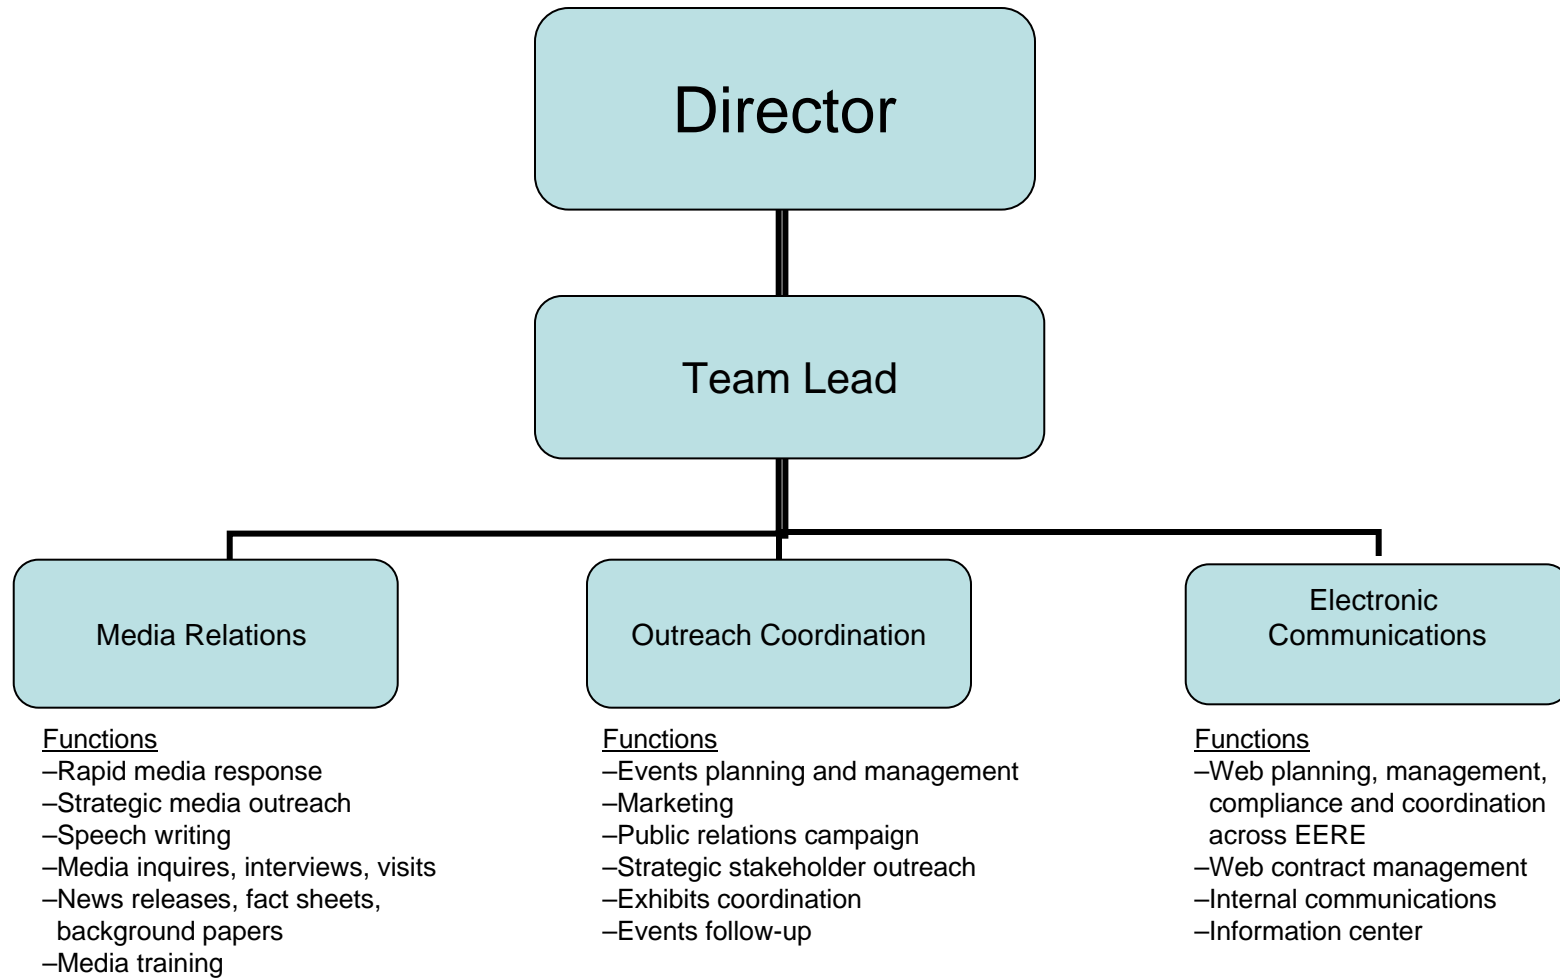 Director
Team Lead
Media Relations
Outreach Coordination
Electronic
Communications
Functions
–Rapid media response
–Strategic media outreach
–Speech writing
–Media inquires, interviews, visits
–News releases, fact sheets,
background papers
–Media training
Functions
–Events planning and management
–Marketing
–Public relations campaign
–Strategic stakeholder outreach
–Exhibits coordination
–Events follow-up
Functions
–Web planning, management,
compliance and coordination
across EERE
–Web contract management
–Internal communications
–Information center